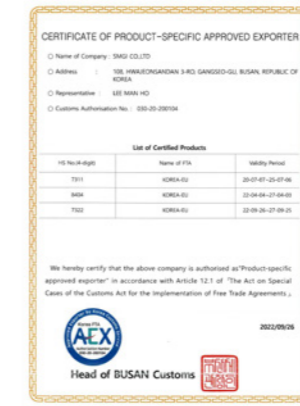 CERTIFICATE OF PRODUCT-SPECIFIC APPROVED EXPORTER
○ Name of Company : SMGI CO.,LTD
○ Address : 108, HWAJEONSANDAN 3-RO, GANGSEO-GU, BUSAN, REPUBLIC OF
KOREA
○ Representative : LEE MAN HO
○ Customs Authorisation No. : 030-20-200104
List of Certified Products
HS No.(4-digit) Name of FTA Validity Period
7311 KOREA-EU 20-07-07~25-07-06
8404 KOREA-EU 22-04-04~27-04-03
7322 KOREA-EU 22-09-26~27-09-25
We hereby certify that the above company is authorised as"Product-specific
approved exporter" in accordance with Article 12.1 of 「The Act on Special
Cases of the Customs Act for the Implementation of Free Trade Agreements」.
2022/09/26
Korea FTA
AEX
Head of BUSAN Customs